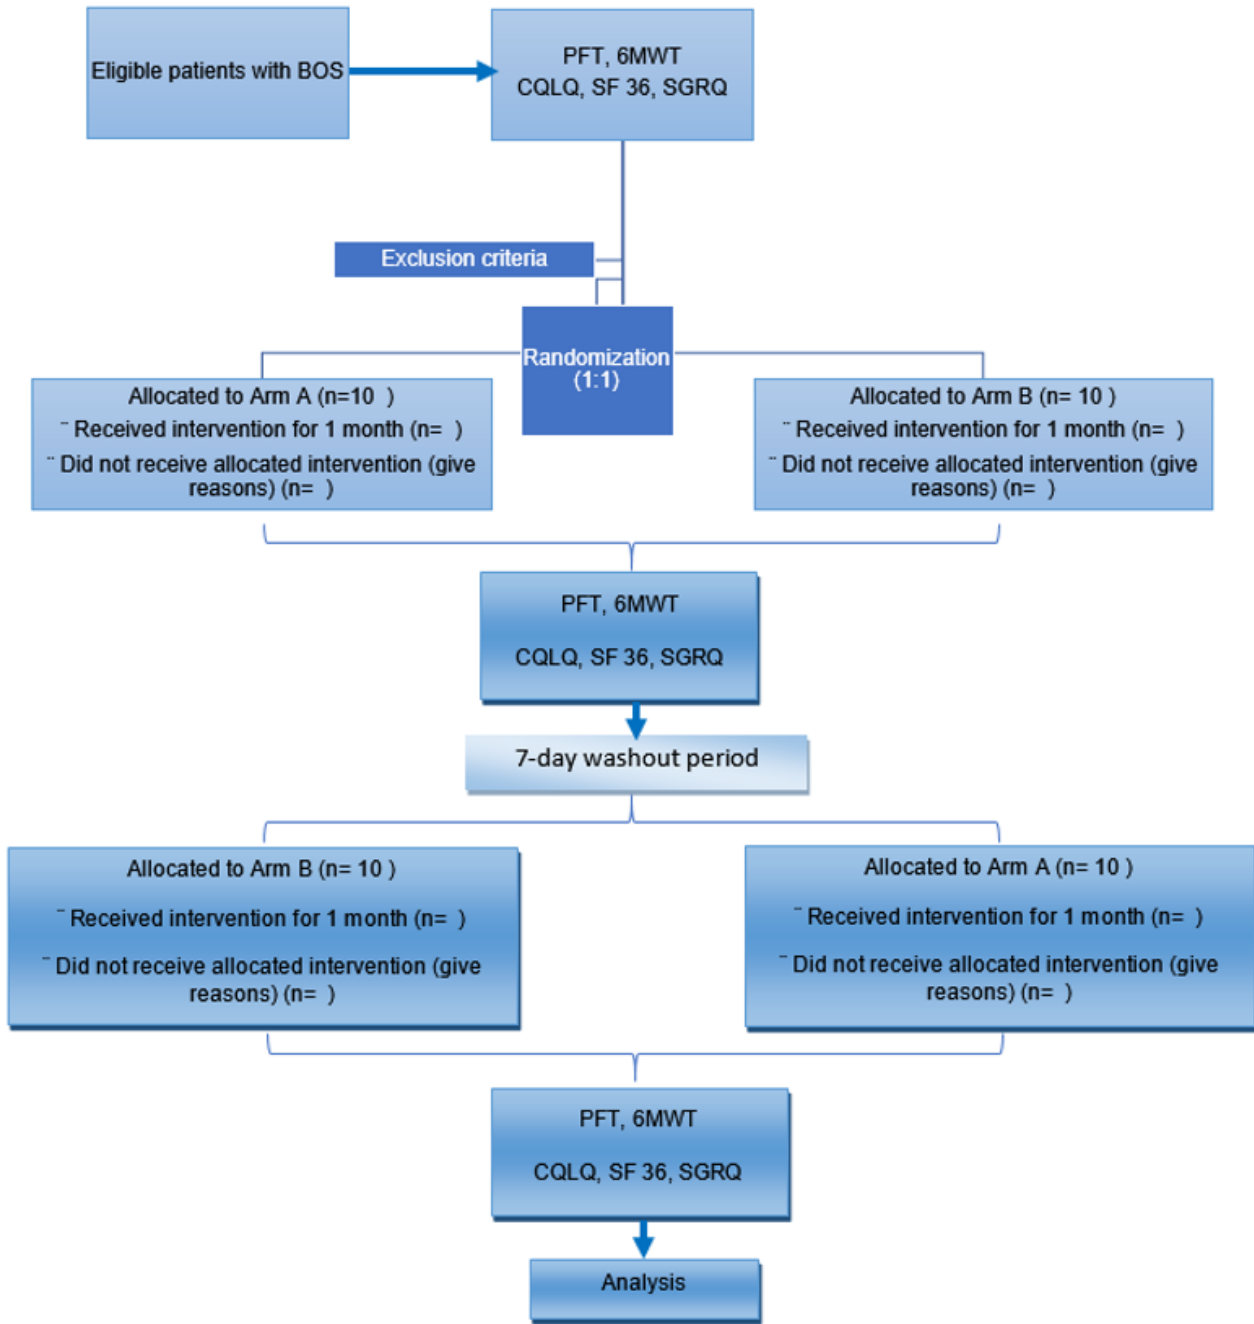 Eligible patients with BOS
PFT, 6MWT
CQLQ, SF 36, SGRQ
Exclusion criteria
Randomization
(1:1)
Allocated to Arm A (n=10  )
¨ Received intervention for 1 month (n=  )
¨ Did not receive allocated intervention (give
reasons) (n=  )
Allocated to Arm B (n= 10 )
¨ Received intervention for 1 month (n=  )
¨ Did not receive allocated intervention (give
reasons) (n=  )
PFT, 6MWT
CQLQ, SF 36, SGRQ
7-day washout period
Allocated to Arm B (n= 10 )
¨ Received intervention for 1 month (n=  )
¨ Did not receive allocated intervention (give
reasons) (n=  )
Allocated to Arm A (n= 10 )
¨ Received intervention for 1 month (n=  )
¨ Did not receive allocated intervention (give
reasons) (n=  )
PFT, 6MWT
CQLQ, SF 36, SGRQ
Analysis